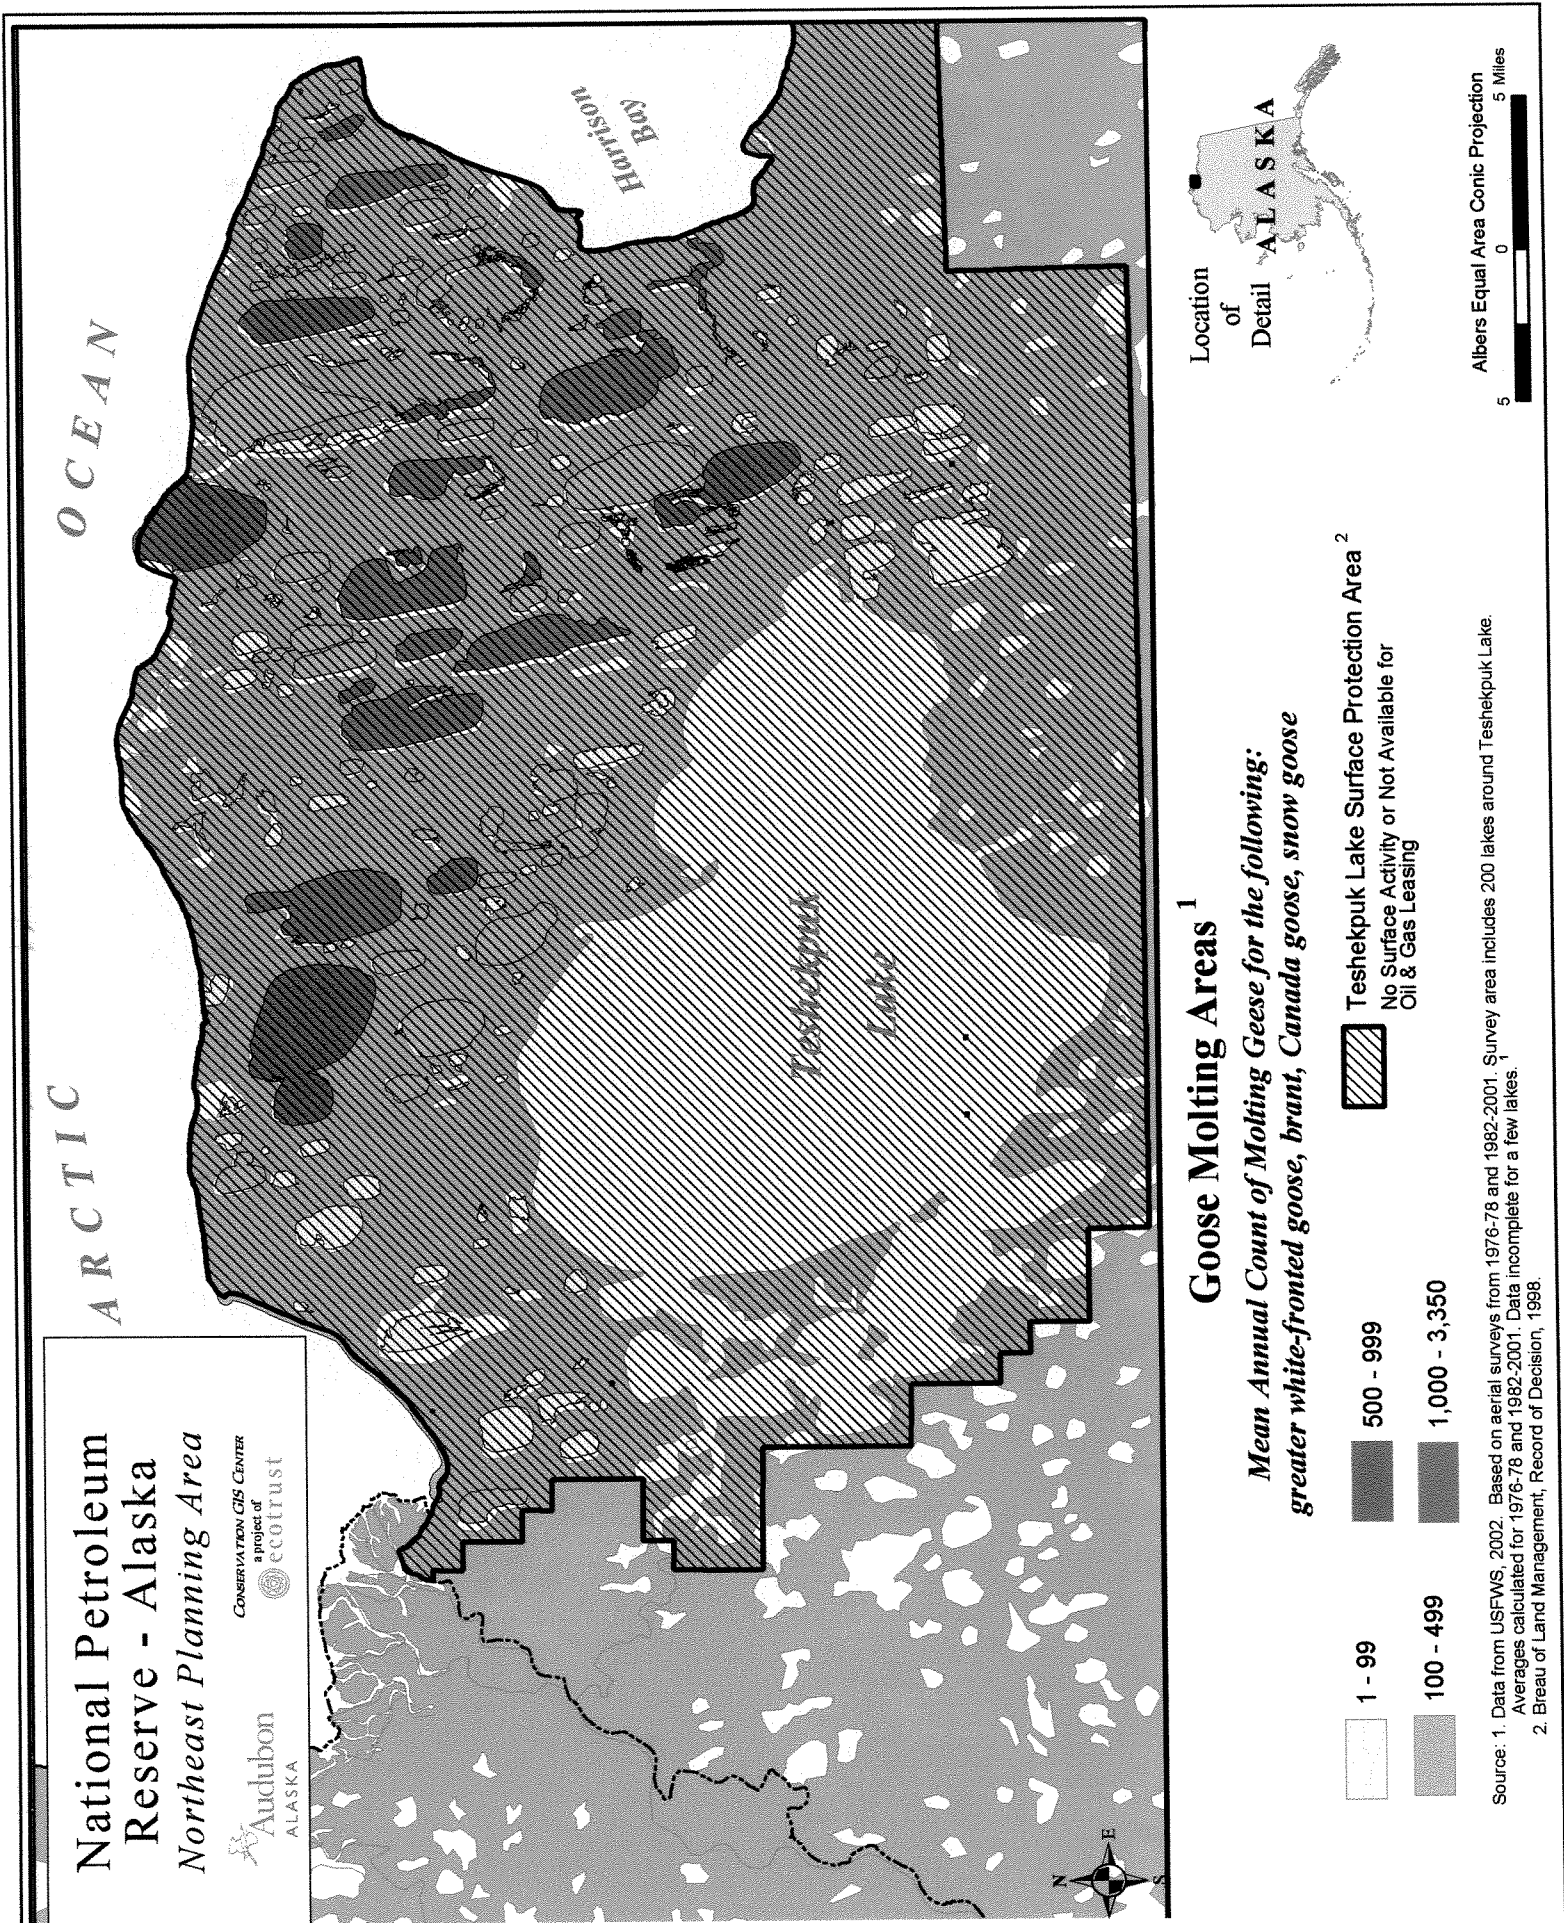 National Petroleum
Reserve - Alaska
Northeast Planning Area
Audubon
ALASKA
CONSERVATION GIS CENTER
a project of
ecotrust
ARCTIC OCEAN
Harrison
Bay
Teshekpuk
Lake
N
E
S
Goose Molting Areas 1
Mean Annual Count of Molting Geese for the following:
greater white-fronted goose, brant, Canada goose, snow goose
1 - 99
500 - 999
100 - 499
1,000 - 3,350
Teshekpuk Lake Surface Protection Area 2
No Surface Activity or Not Available for
Oil & Gas Leasing
Location
of
Detail
ALASKA
Albers Equal Area Conic Projection
5 0 5 Miles
Source: 1. Data from USFWS, 2002. Based on aerial surveys from 1976-78 and 1982-2001. Survey area includes 200 lakes around Teshekpuk Lake.
Averages calculated for 1976-78 and 1982-2001. Data incomplete for a few lakes. 1
2. Breau of Land Management, Record of Decision, 1998.